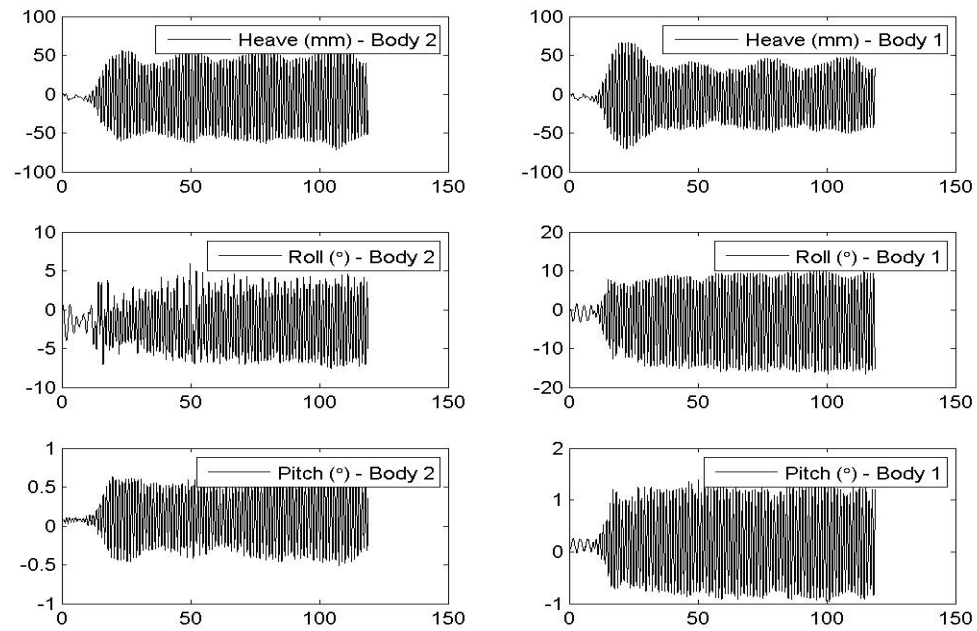 100
50
0
-50
-100
0 50 100 150
Heave (mm) - Body 2
100
50
0
-50
-100
0 50 100 150
Heave (mm) - Body 1
10
5
0
-5
-10
0 50 100 150
Roll (°) - Body 2
20
10
0
-10
-20
0 50 100 150
Roll (°) - Body 1
1
0.5
0
-0.5
-1
0 50 100 150
Pitch (°) - Body 2
2
1
0
-1
0 50 100 150
Pitch (°) - Body 1